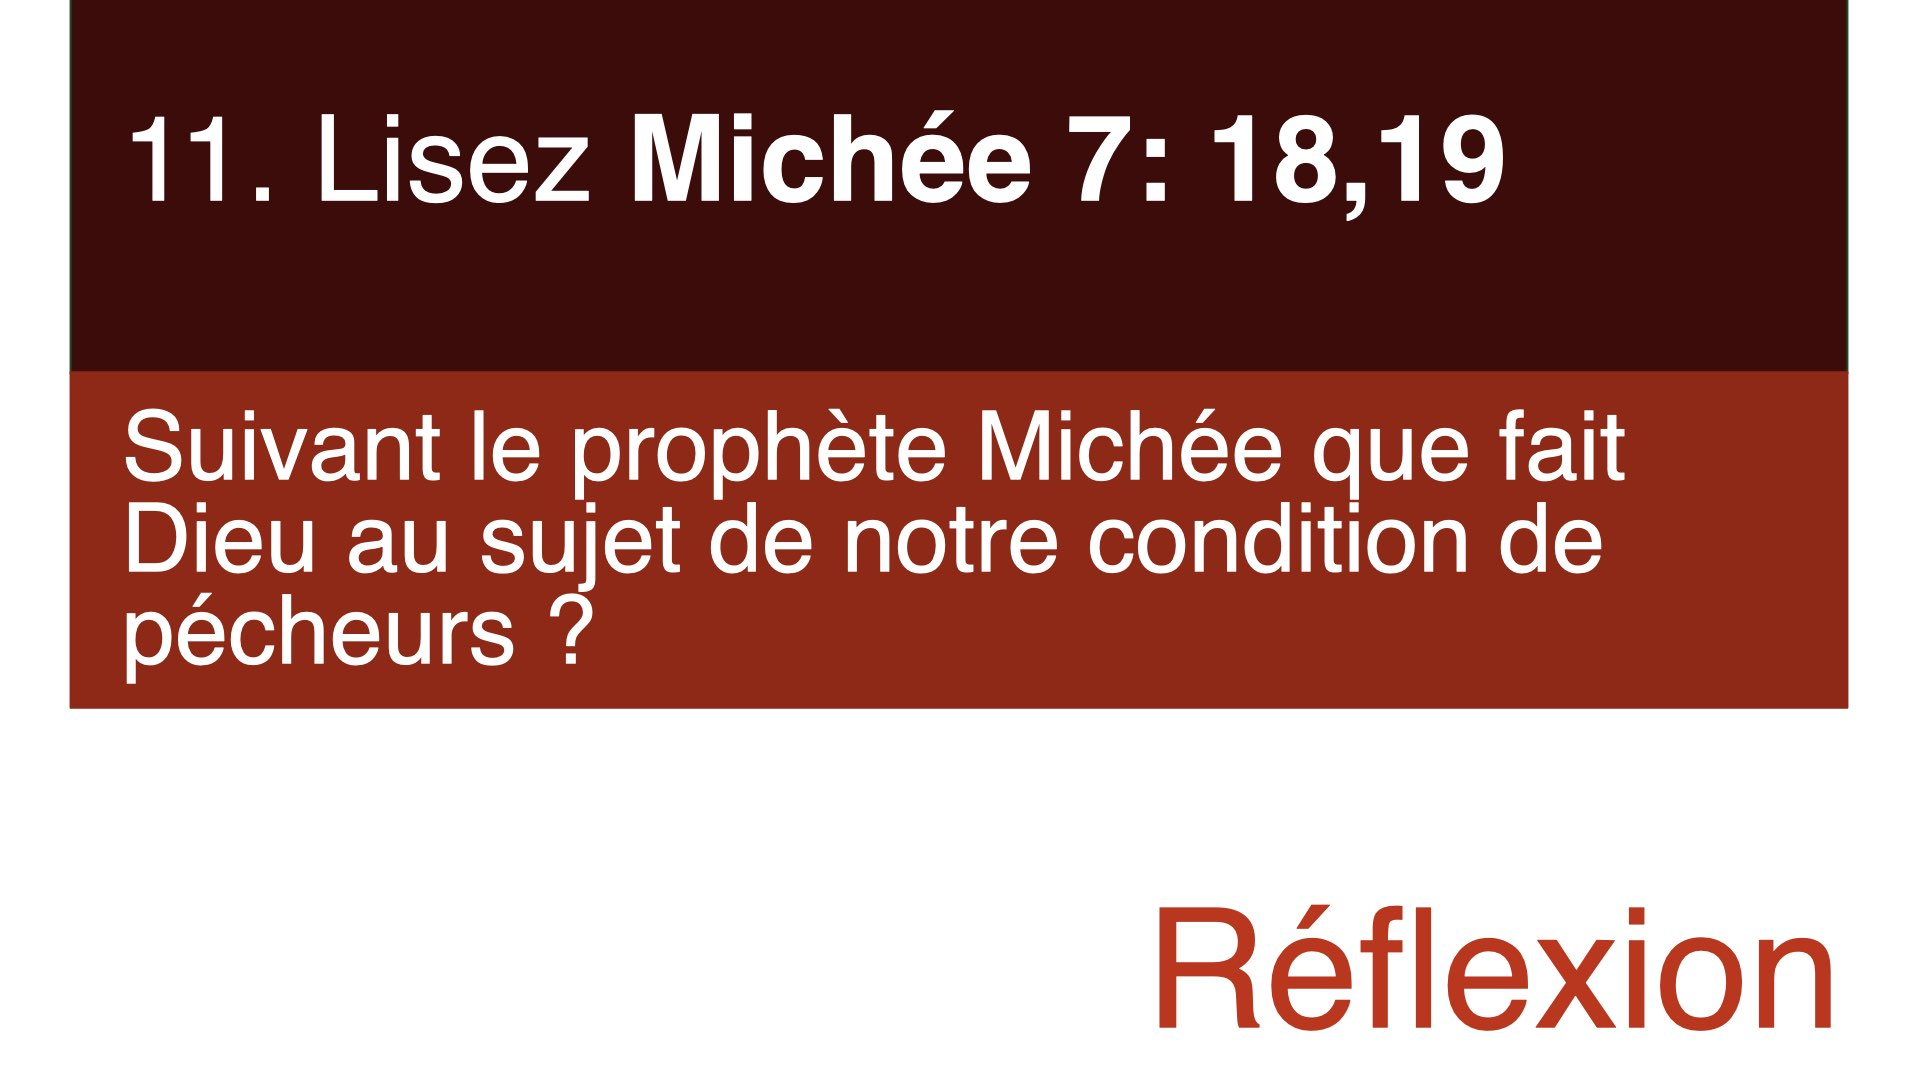 11. Lisez Michée 7: 18,19
Suivant le prophète Michée que fait
Dieu au sujet de notre condition de
pécheurs ?
Réflexion